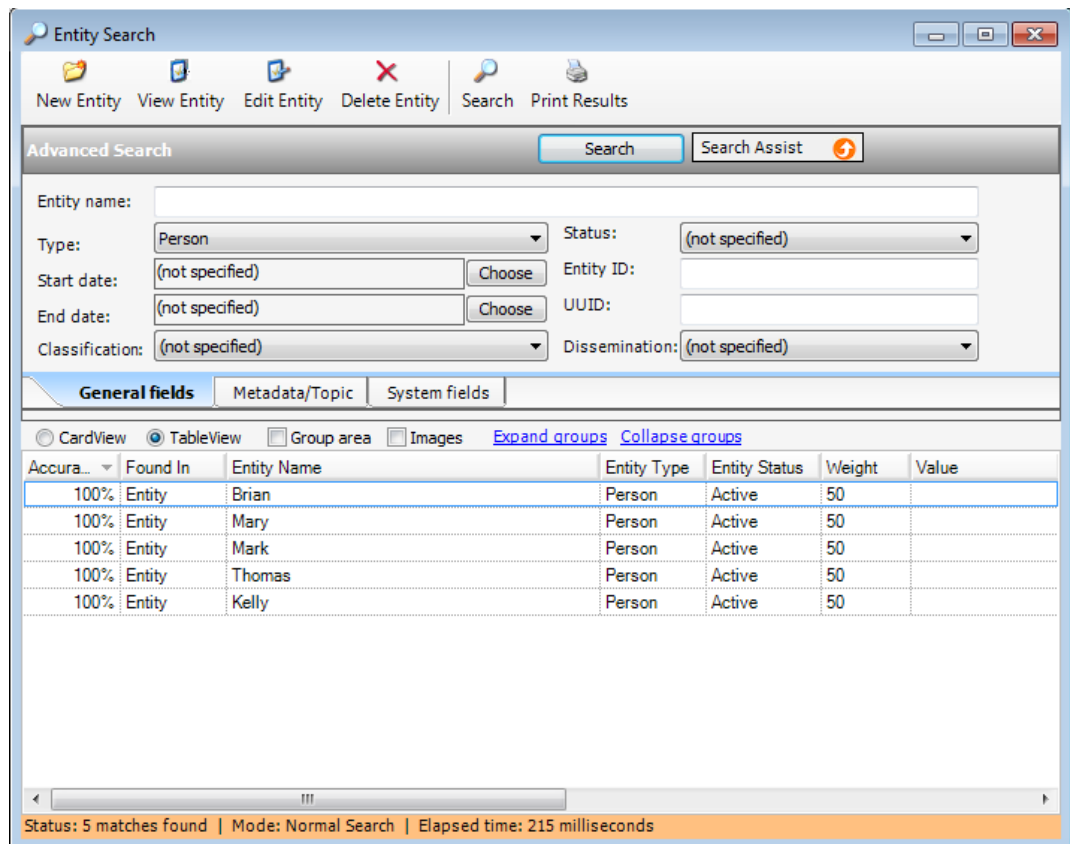 Entity Search
New Entity View Entity Edit Entity Delete Entity Search Print Results
Advanced Search Search Search Assist
Entity name:
Type: Person Status: (not specified)
Start date: (not specified) Choose Entity ID:
End date: (not specified) Choose UUID:
Classification: (not specified) Dissemination: (not specified)
General fields Metadata/Topic System fields
CardView TableView Group area Images Expand groups Collapse groups
Accura... Found In Entity Name Entity Type Entity Status Weight Value
100% Entity Brian Person Active 50
100% Entity Mary Person Active 50
100% Entity Mark Person Active 50
100% Entity Thomas Person Active 50
100% Entity Kelly Person Active 50
Status: 5 matches found | Mode: Normal Search | Elapsed time: 215 milliseconds